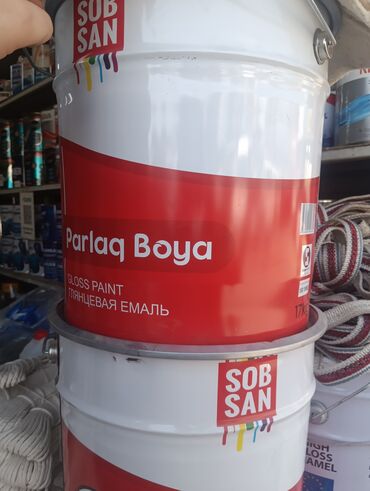 SOB
SAN
Parlaq Boya
GLOSS PAINT
ГЛЯНЦЕВАЯ ЕМАЛЬ
SOB
SAN
HIGH
GLOSS
ENAMEL